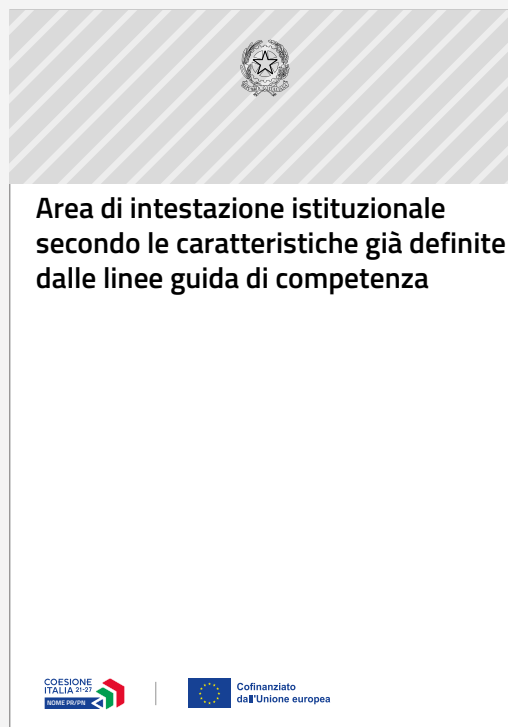 Area di intestazione istituzionale
secondo le caratteristiche già definite
dalle linee guida di competenza
COESIONE
ITALIA 21-27
NOME PR/PN
Cofinanziato
dall'Unione europea